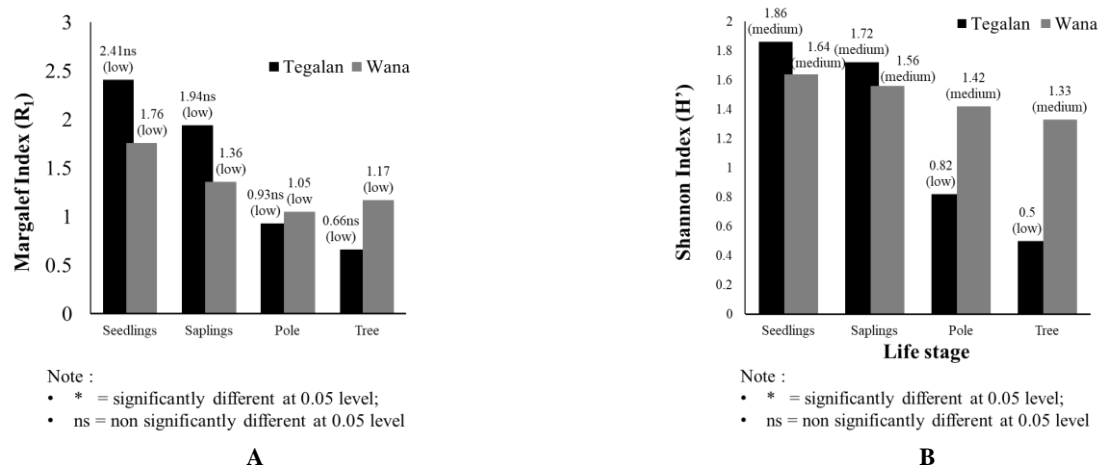 3
2.5
2
1.5
1
0.5
0
Margalef Index (R1)
Tegalan
Wana
2.41ns
(low)
1.76
(low)
1.94ns
(low)
1.36
(low)
0.93ns
(low)
1.05
(low
0.66ns
(low)
1.17
(low)
Seedlings
Saplings
Pole
Tree
Note :
• * = significantly different at 0.05 level;
• ns = non significantly different at 0.05 level
A
2
1.8
1.6
1.4
1.2
1
0.8
0.6
0.4
0.2
0
Shannon Index (H’)
Tegalan
Wana
1.86
(medium)
1.64
(medium)
1.72
(medium)
1.56
(medium)
0.82
(low)
1.42
(medium)
0.5
(low)
1.33
(medium)
Seedlings
Saplings
Pole
Tree
Life stage
Note :
• * = significantly different at 0.05 level;
• ns = non significantly different at 0.05 level
B